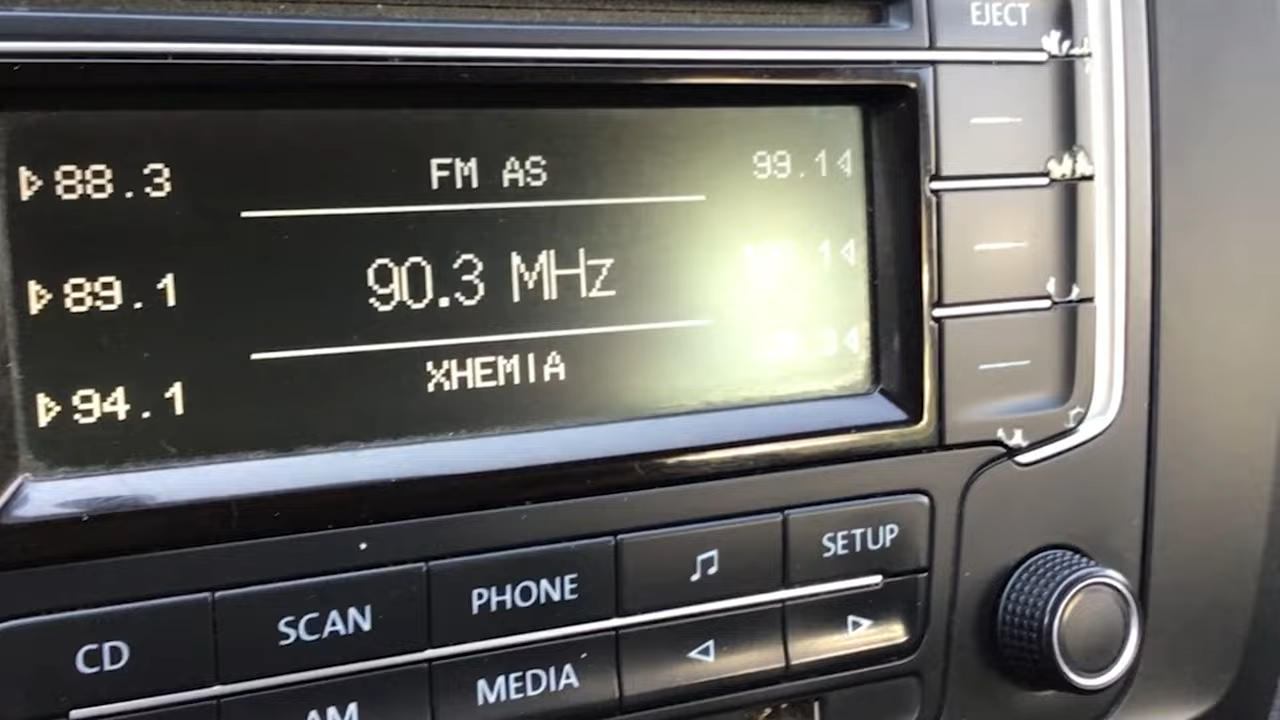 EJECT
88.3 FM AS 99.1
90.3 MHz
89.1
XHEMIA
94.1
SETUP
PHONE
SCAN
CD
MEDIA
AM